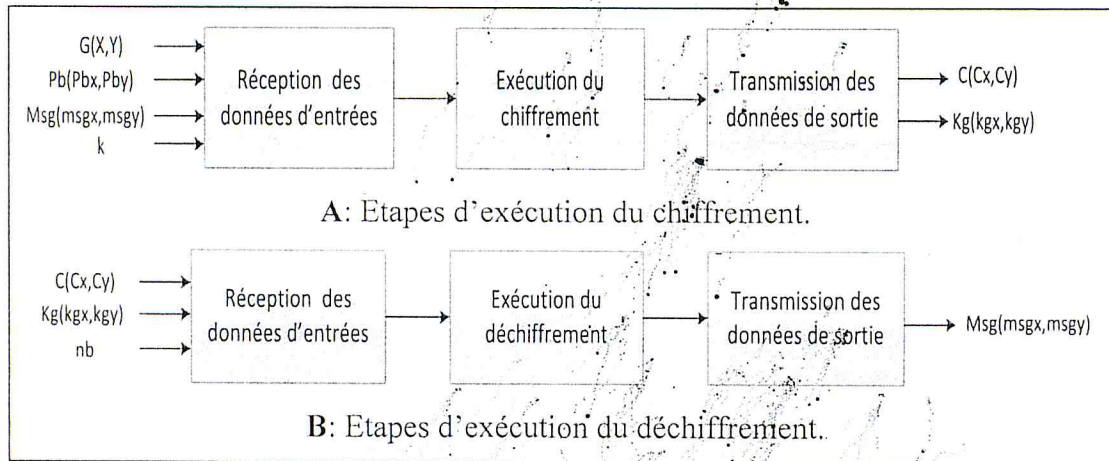 G(X,Y)
Pb(Pbx,Pby)
Msg(msgx,msgy)
k
Réception des
données d'entrées
Exécution du
chiffrement
Transmission des
données de sortie
C(Cx,Cy)
Kg(kgx,kgy)
A: Etapes d'exécution du chiffrement.
C(Cx,Cy)
Kg(kgx,kgy)
nb
Réception des
données d'entrées
Exécution du
déchiffrement
Transmission des
données de sortie
Msg(msgx,msgy)
B: Etapes d'exécution du déchiffrement.